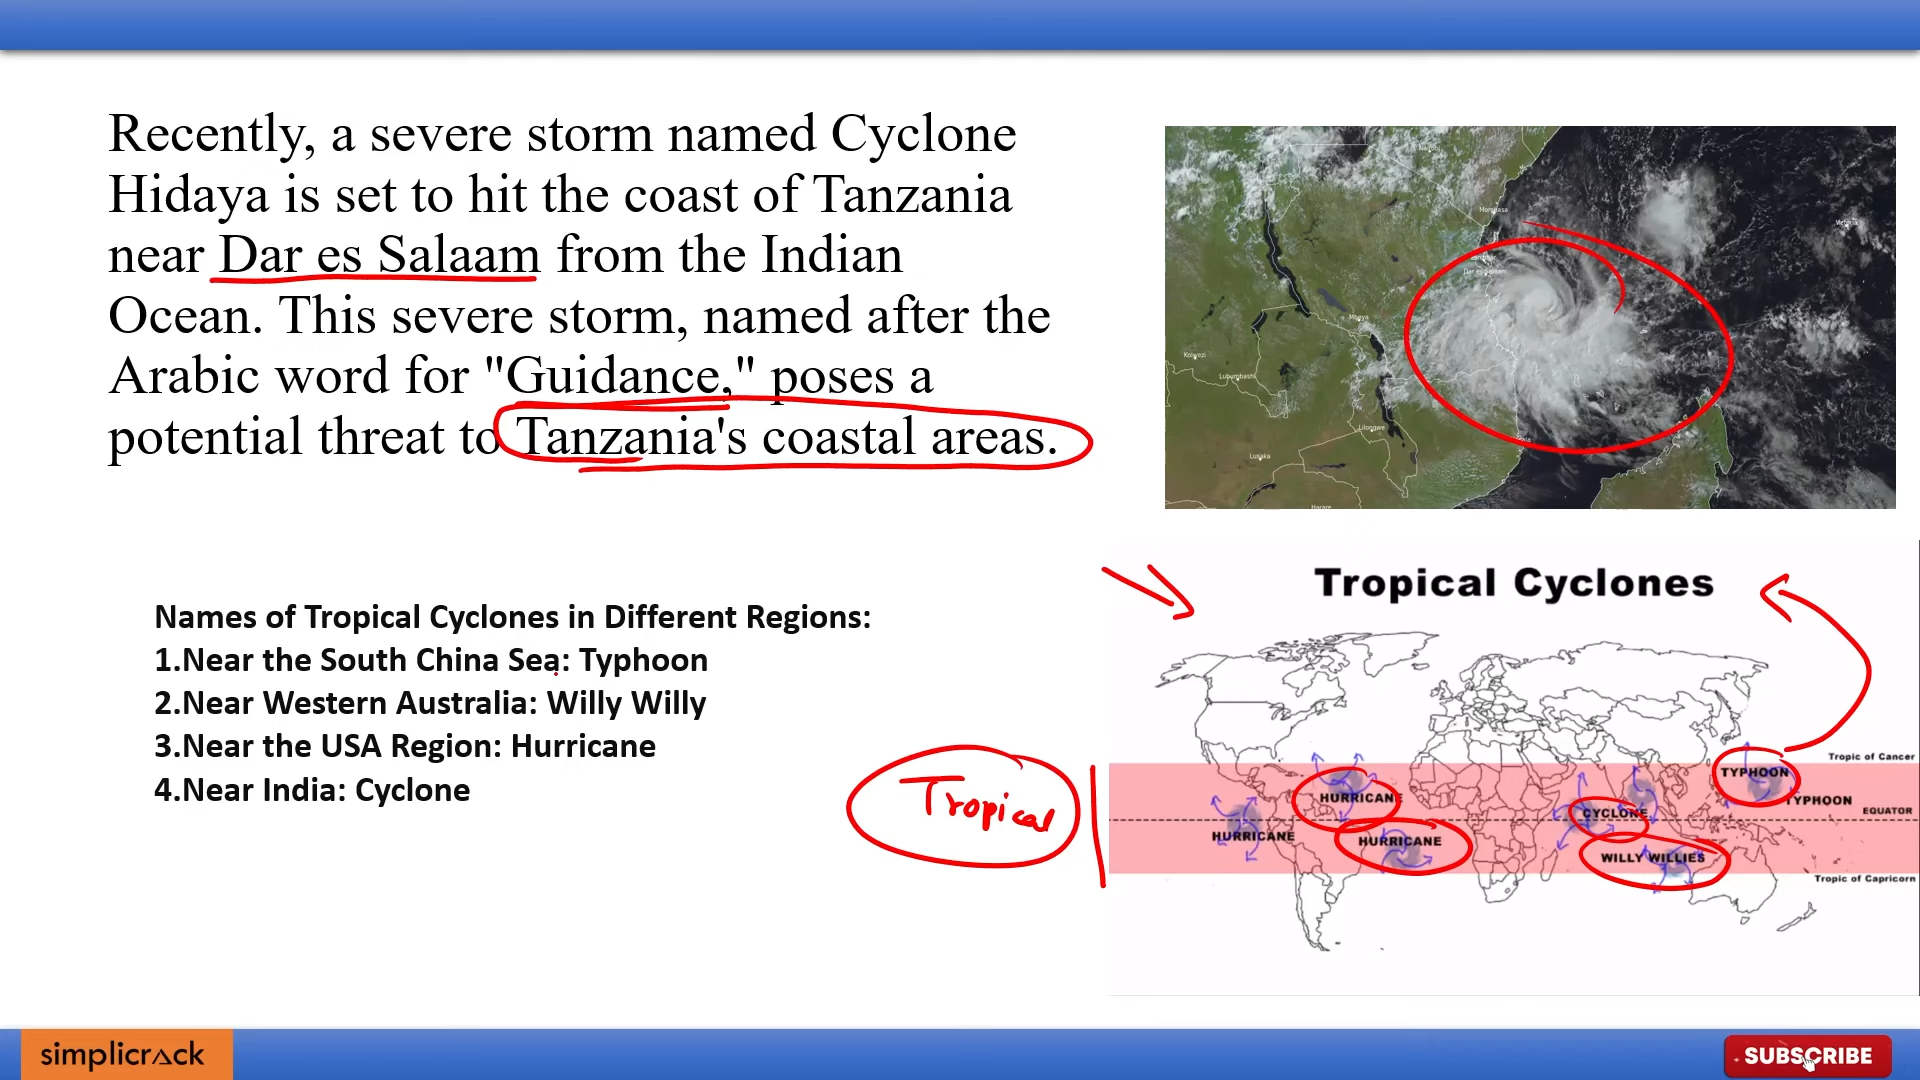 Recently, a severe storm named Cyclone
Hidaya is set to hit the coast of Tanzania
near Dar es Salaam from the Indian
Ocean. This severe storm, named after the
Arabic word for "Guidance," poses a
potential threat to Tanzania's coastal areas.
Mombasa
Dar es Salaam
Mbeya
Kolwezi
Lubumbashi
Lilongwe
Lusaka
Harare
Names of Tropical Cyclones in Different Regions:
1.Near the South China Sea: Typhoon
2.Near Western Australia: Willy Willy
3.Near the USA Region: Hurricane
4.Near India: Cyclone
Tropical
Tropical Cyclones
Tropic of Cancer
TYPHOON
HURRICANE
TYPHOON
CYCLONE
EQUATOR
HURRICANE
HURRICANE
WILLY WILLIES
Tropic of Capricorn
simplicrack
SUBSCRIBE